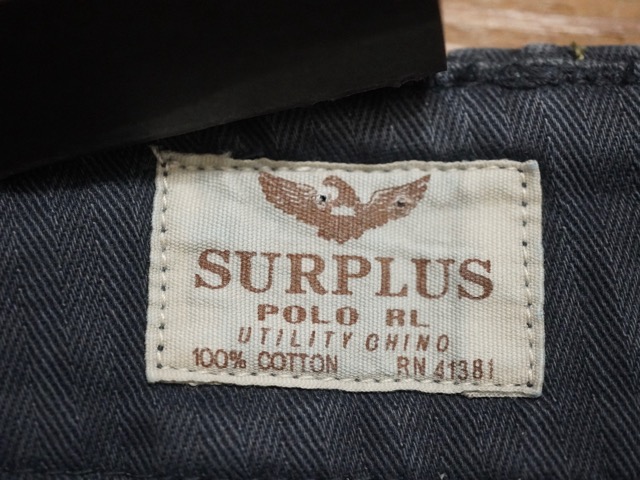 SURPLUS
POLO RL
UTILITY CHINO
100% COTTON RN 41381